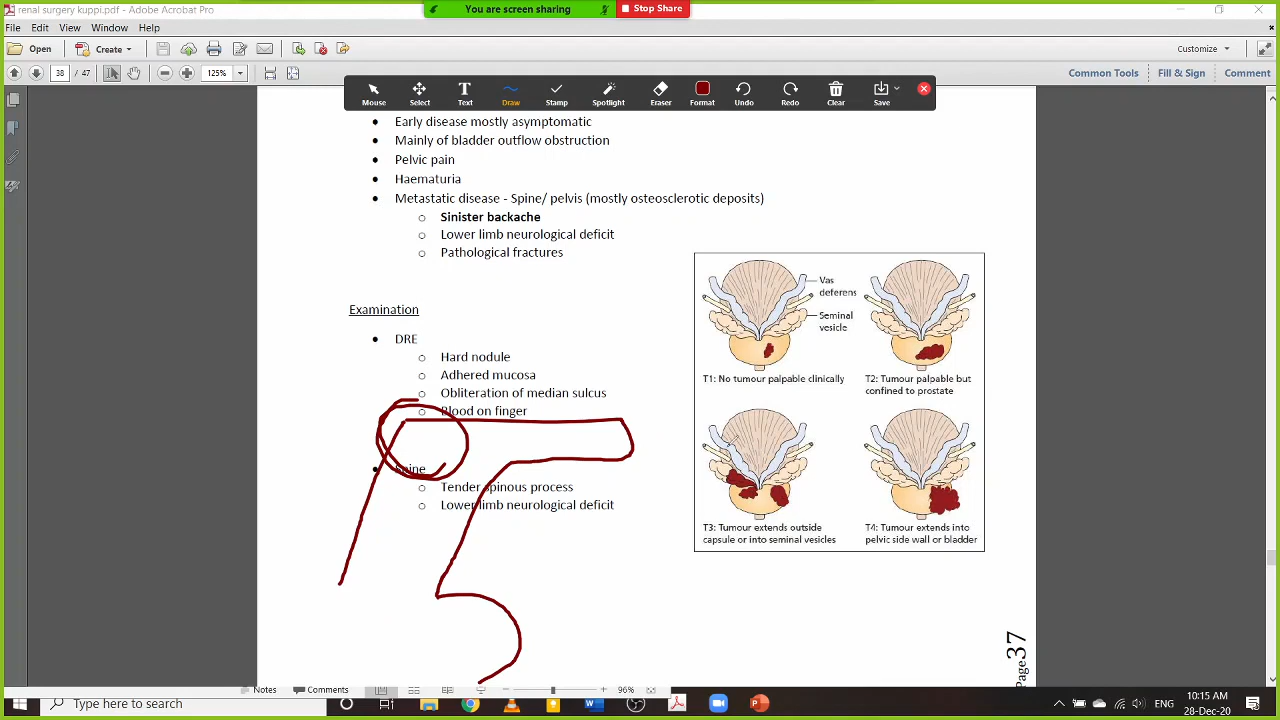 renal surgery kuppi.pdf - Adobe Acrobat Pro
You are screen sharing
Stop Share
File Edit View Window Help
Open Create Customize
38 / 47 125% Common Tools Fill & Sign Comment
Mouse Select Text Draw Stamp Spotlight Eraser Format Undo Redo Clear Save
• Early disease mostly asymptomatic
• Mainly of bladder outflow obstruction
• Pelvic pain
• Haematuria
• Metastatic disease - Spine/ pelvis (mostly osteosclerotic deposits)
o Sinister backache
o Lower limb neurological deficit
o Pathological fractures
Examination
• DRE
o Hard nodule
o Adhered mucosa
o Obliteration of median sulcus
o Blood on finger
• Spine
o Tender spinous process
o Lower limb neurological deficit
Vas
deferens
Seminal
vesicle
T1: No tumour palpable clinically
T2: Tumour palpable but
confined to prostate
T3: Tumour extends outside
capsule or into seminal vesicles
T4: Tumour extends into
pelvic side wall or bladder
Page37
Notes Comments 96%
Type here to search
ENG
10:15 AM
28-Dec-20